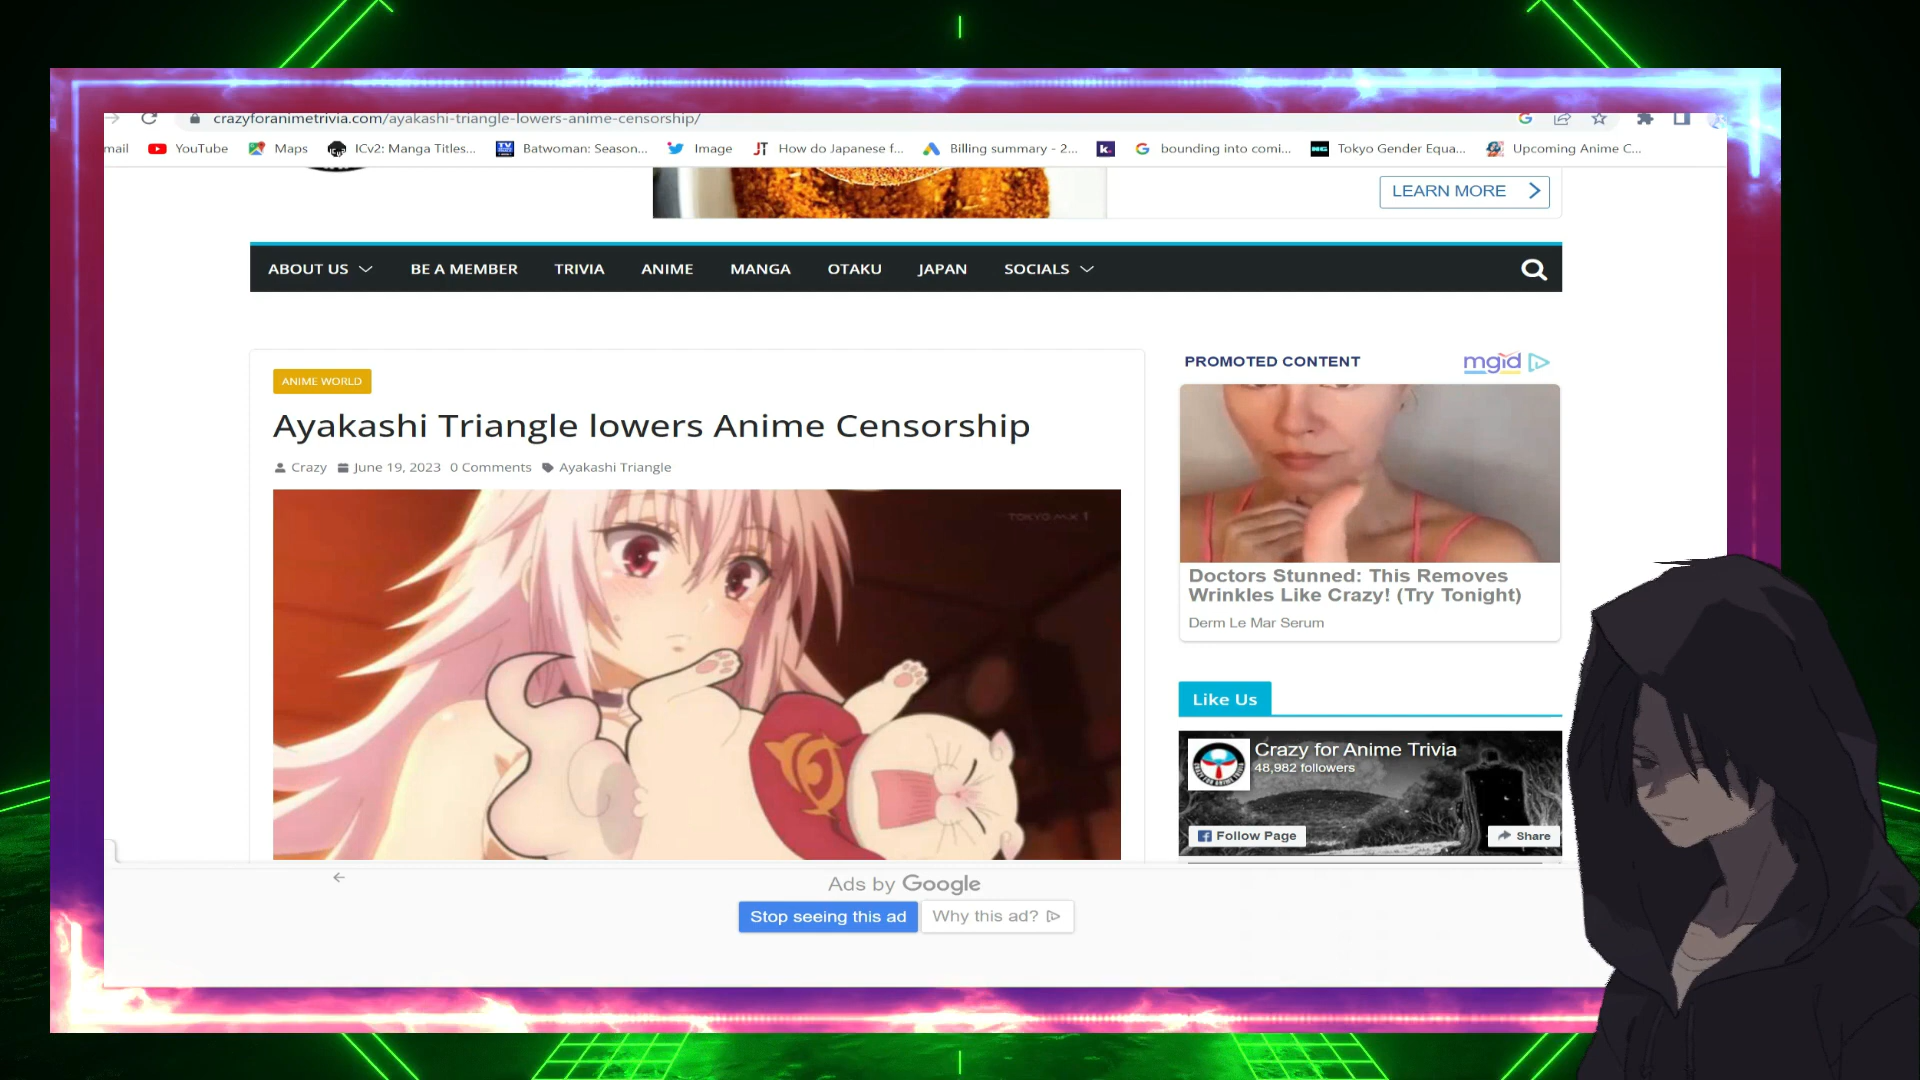 crazyforanimetrivia.com/ayakashi-triangle-lowers-anime-censorship/
mail YouTube Maps ICv2: Manga Titles... Batwoman: Season... Image How do Japanese f... Billing summary - 2... k. bounding into comi... Tokyo Gender Equa... Upcoming Anime C...
LEARN MORE
ABOUT US BE A MEMBER TRIVIA ANIME MANGA OTAKU JAPAN SOCIALS
ANIME WORLD
Ayakashi Triangle lowers Anime Censorship
Crazy June 19, 2023 0 Comments Ayakashi Triangle
TOKYO MX 1
PROMOTED CONTENT mgid
Doctors Stunned: This Removes
Wrinkles Like Crazy! (Try Tonight)
Derm Le Mar Serum
Like Us
Crazy for Anime Trivia
48,982 followers
Follow Page Share
Ads by Google
Stop seeing this ad Why this ad?